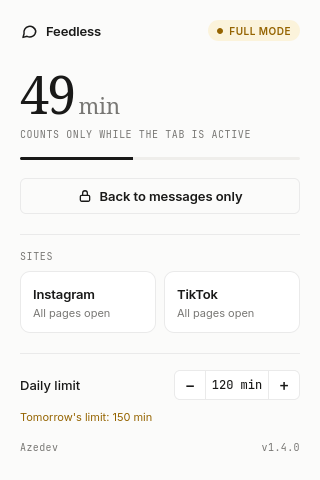 Feedless
FULL MODE
49 min
COUNTS ONLY WHILE THE TAB IS ACTIVE
Back to messages only
SITES
Instagram
All pages open
TikTok
All pages open
Daily limit
− 120 min +
Tomorrow's limit: 150 min
Azedev
v1.4.0